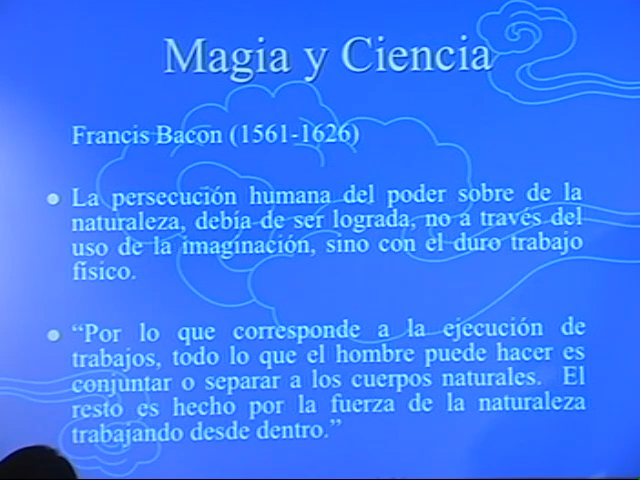 Magia y Ciencia
Francis Bacon (1561-1626)
La persecución humana del poder sobre de la
naturaleza, debía de ser lograda, no a través del
uso de la imaginación, sino con el duro trabajo
físico.
“Por lo que corresponde a la ejecución de
trabajos, todo lo que el hombre puede hacer es
conjuntar o separar a los cuerpos naturales. El
resto es hecho por la fuerza de la naturaleza
trabajando desde dentro.”